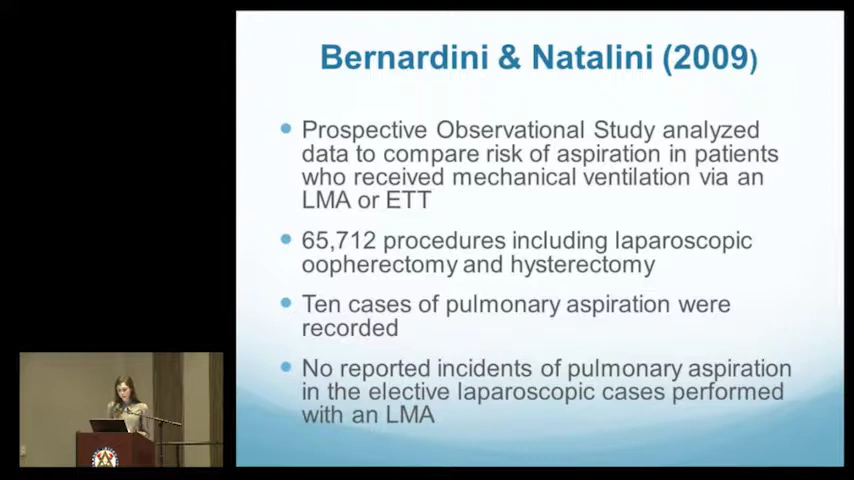 Bernardini & Natalini (2009)
Prospective Observational Study analyzed
data to compare risk of aspiration in patients
who received mechanical ventilation via an
LMA or ETT
65,712 procedures including laparoscopic
oopherectomy and hysterectomy
Ten cases of pulmonary aspiration were
recorded
No reported incidents of pulmonary aspiration
in the elective laparoscopic cases performed
with an LMA